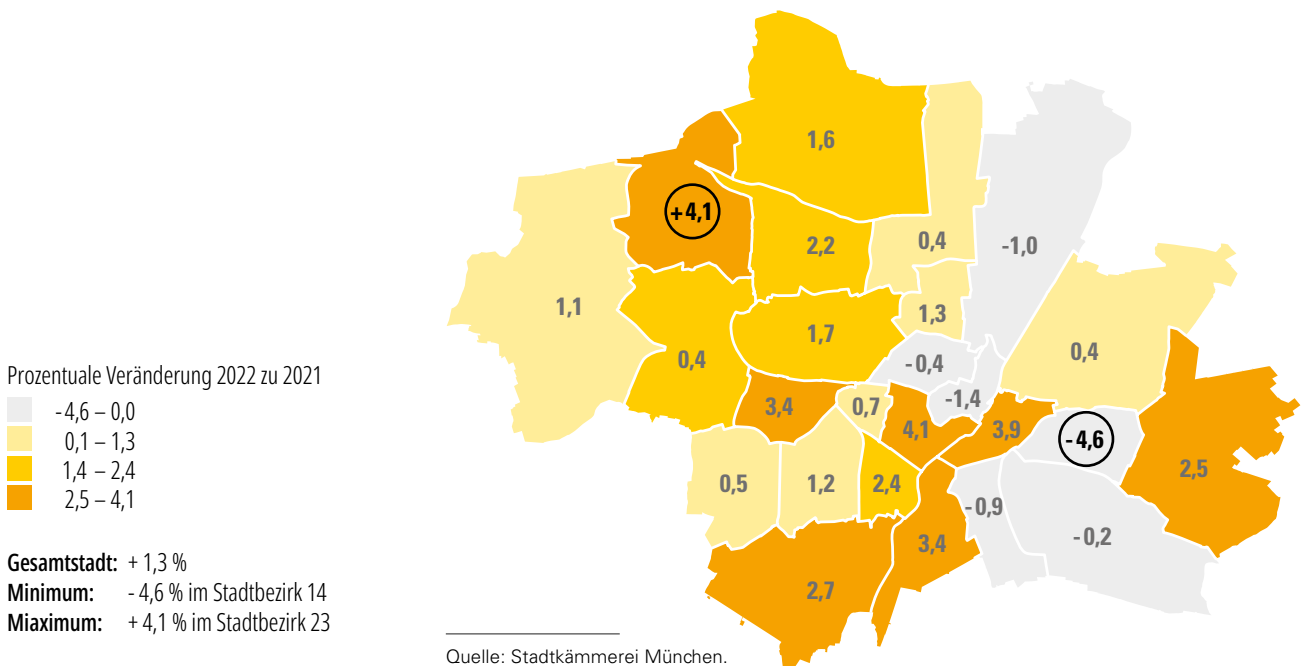 1,6
+ 4,1
2,2
0,4
-1,0
1,1
1,3
1,7
0,4
0,4
- 0,4
Prozentuale Veränderung 2022 zu 2021
- 4,6 – 0,0
0,1 – 1,3
1,4 – 2,4
2,5 – 4,1
3,4
0,7
-1,4
4,1
3,9
- 4,6
2,5
0,5
1,2
2,4
- 0,9
- 0,2
3,4
2,7
Gesamtstadt: + 1,3 %
Minimum: - 4,6 % im Stadtbezirk 14
Miaximum: + 4,1 % im Stadtbezirk 23
Quelle: Stadtkämmerei München.